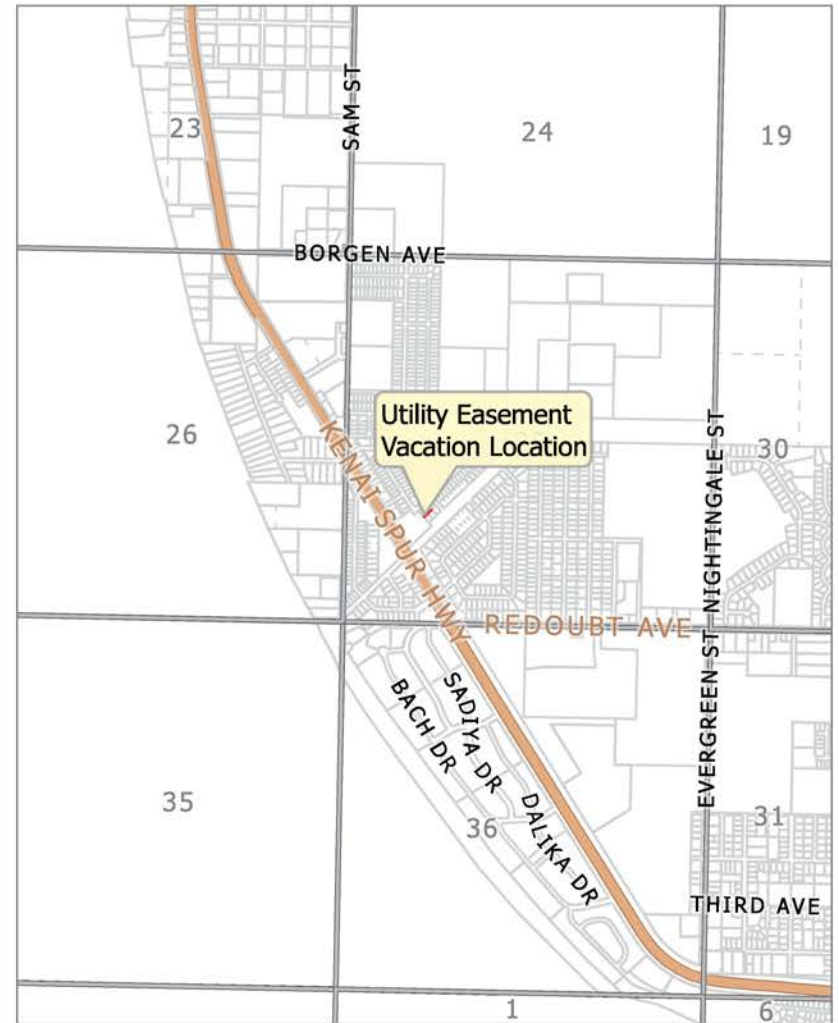 SAM ST
23
24
19
BORGEN AVE
Utility Easement
Vacation Location
26
30
KENAI SPUR HWY
REDOUBT AVE
EVERGREEN ST
NIGHTINGALE ST
BACH DR
SADIYA DR
DALIKA DR
35
36
31
THIRD AVE
1
6